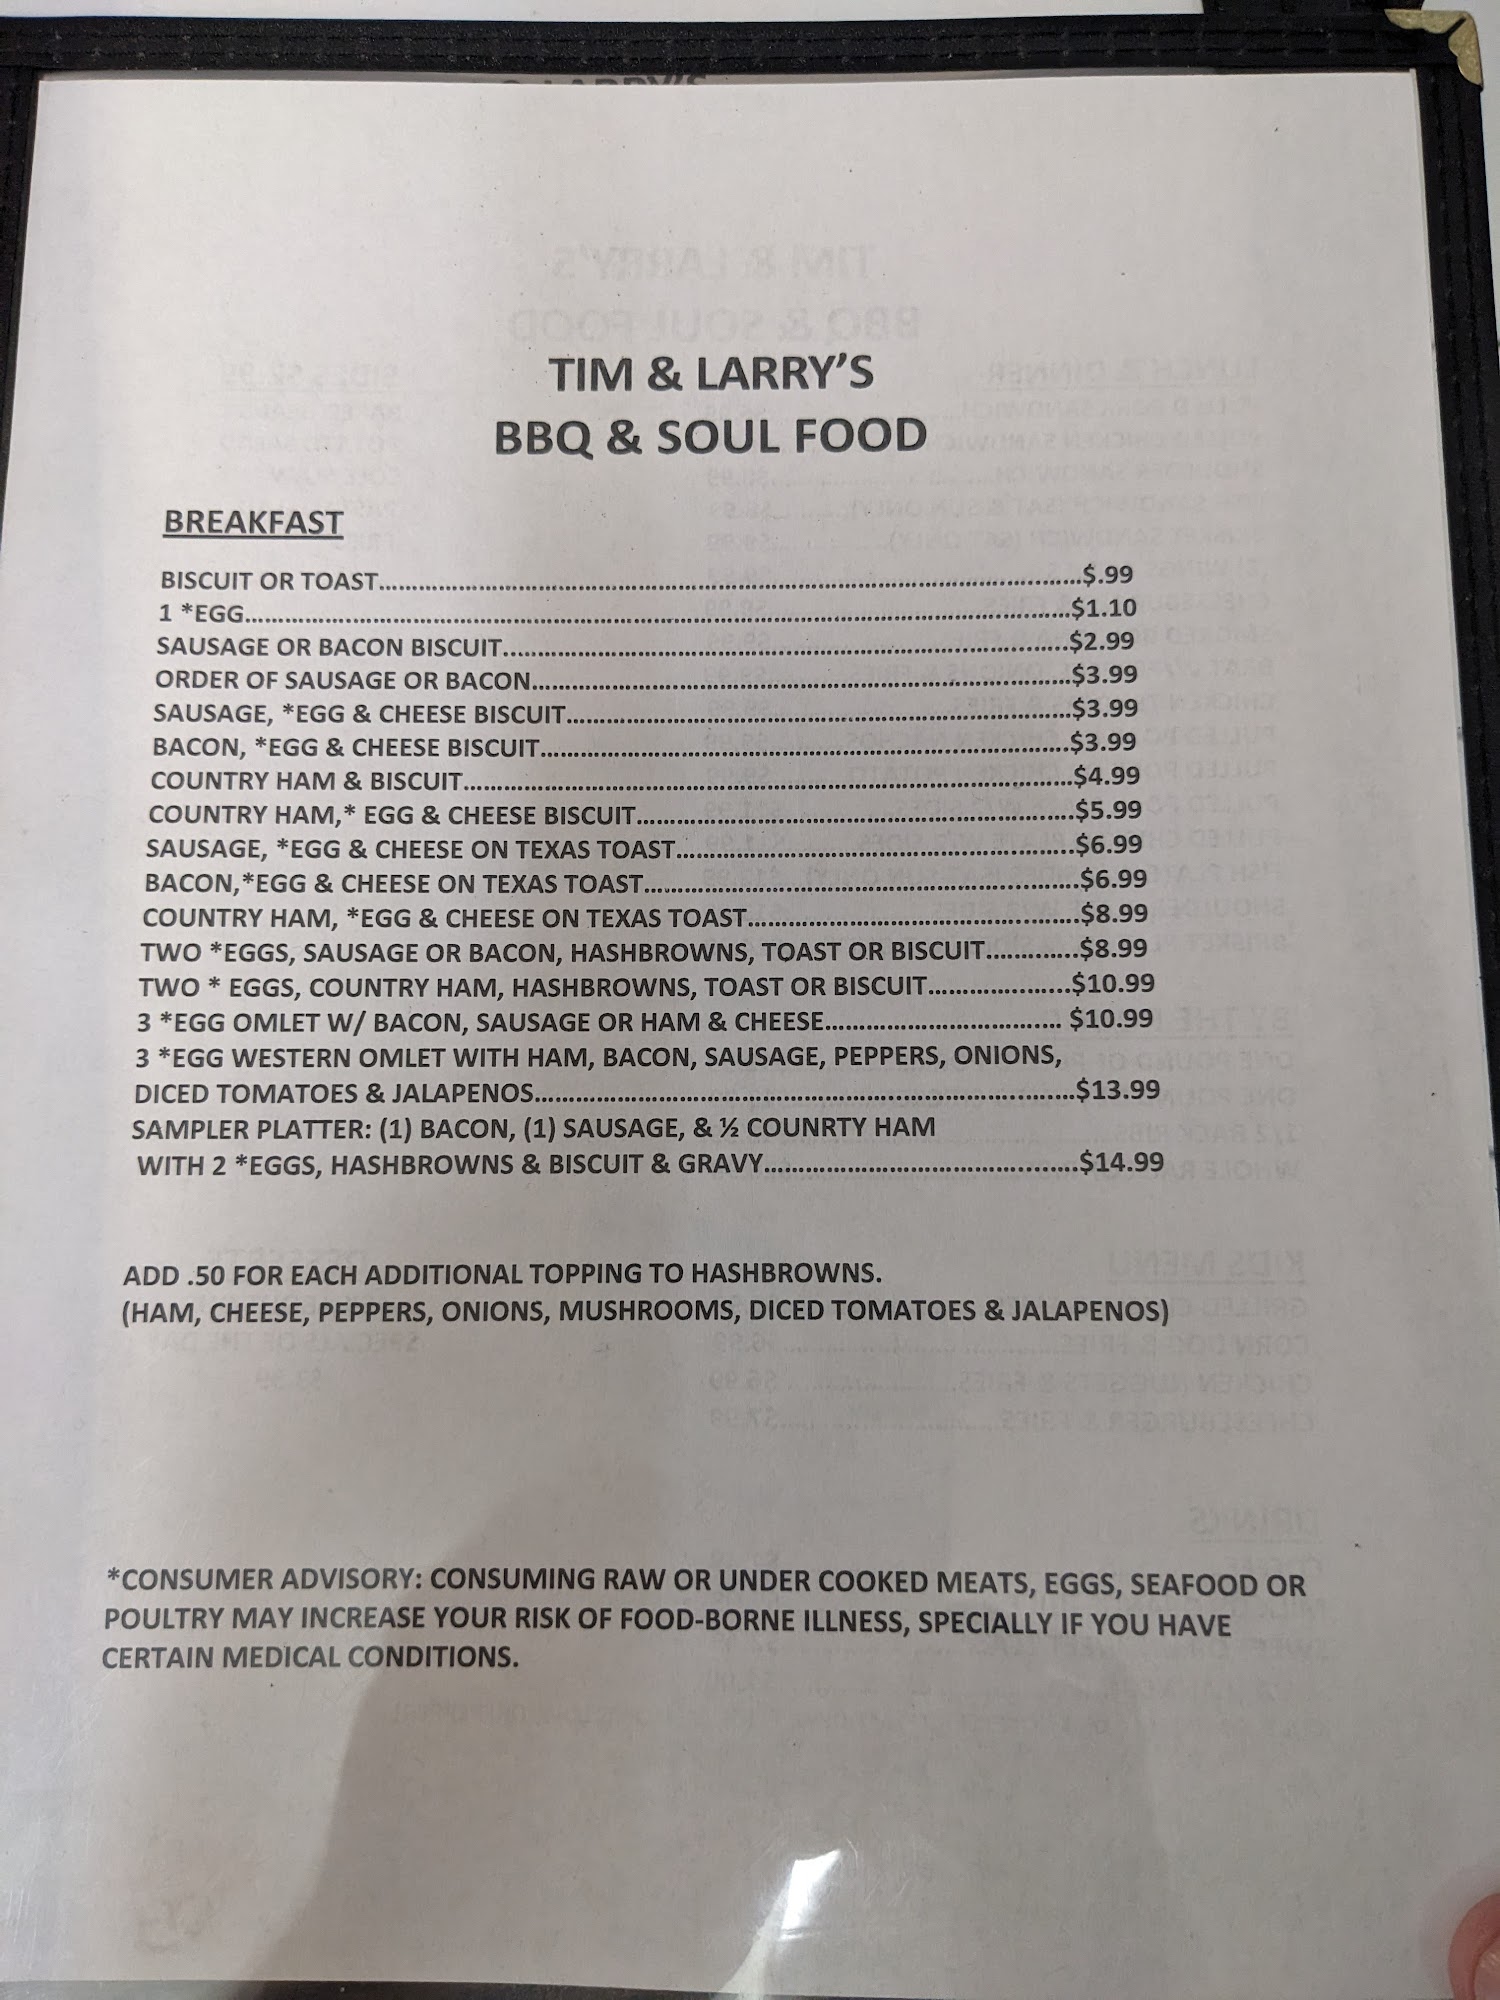 TIM & LARRY'S
BBQ & SOUL FOOD
BREAKFAST
BISCUIT OR TOAST....$.99
1 *EGG....$1.10
SAUSAGE OR BACON BISCUIT....$2.99
ORDER OF SAUSAGE OR BACON....$3.99
SAUSAGE, *EGG & CHEESE BISCUIT....$3.99
BACON, *EGG & CHEESE BISCUIT....$3.99
COUNTRY HAM & BISCUIT....$4.99
COUNTRY HAM,* EGG & CHEESE BISCUIT....$5.99
SAUSAGE, *EGG & CHEESE ON TEXAS TOAST....$6.99
BACON,*EGG & CHEESE ON TEXAS TOAST....$6.99
COUNTRY HAM, *EGG & CHEESE ON TEXAS TOAST....$8.99
TWO *EGGS, SAUSAGE OR BACON, HASHBROWNS, TOAST OR BISCUIT....$8.99
TWO * EGGS, COUNTRY HAM, HASHBROWNS, TOAST OR BISCUIT....$10.99
3 *EGG OMLET W/ BACON, SAUSAGE OR HAM & CHEESE.... $10.99
3 *EGG WESTERN OMLET WITH HAM, BACON, SAUSAGE, PEPPERS, ONIONS,
DICED TOMATOES & JALAPENOS....$13.99
SAMPLER PLATTER: (1) BACON, (1) SAUSAGE, & ½ COUNRTY HAM
WITH 2 *EGGS, HASHBROWNS & BISCUIT & GRAVY....$14.99
ADD .50 FOR EACH ADDITIONAL TOPPING TO HASHBROWNS.
(HAM, CHEESE, PEPPERS, ONIONS, MUSHROOMS, DICED TOMATOES & JALAPENOS)
*CONSUMER ADVISORY: CONSUMING RAW OR UNDER COOKED MEATS, EGGS, SEAFOOD OR
POULTRY MAY INCREASE YOUR RISK OF FOOD-BORNE ILLNESS, SPECIALLY IF YOU HAVE
CERTAIN MEDICAL CONDITIONS.